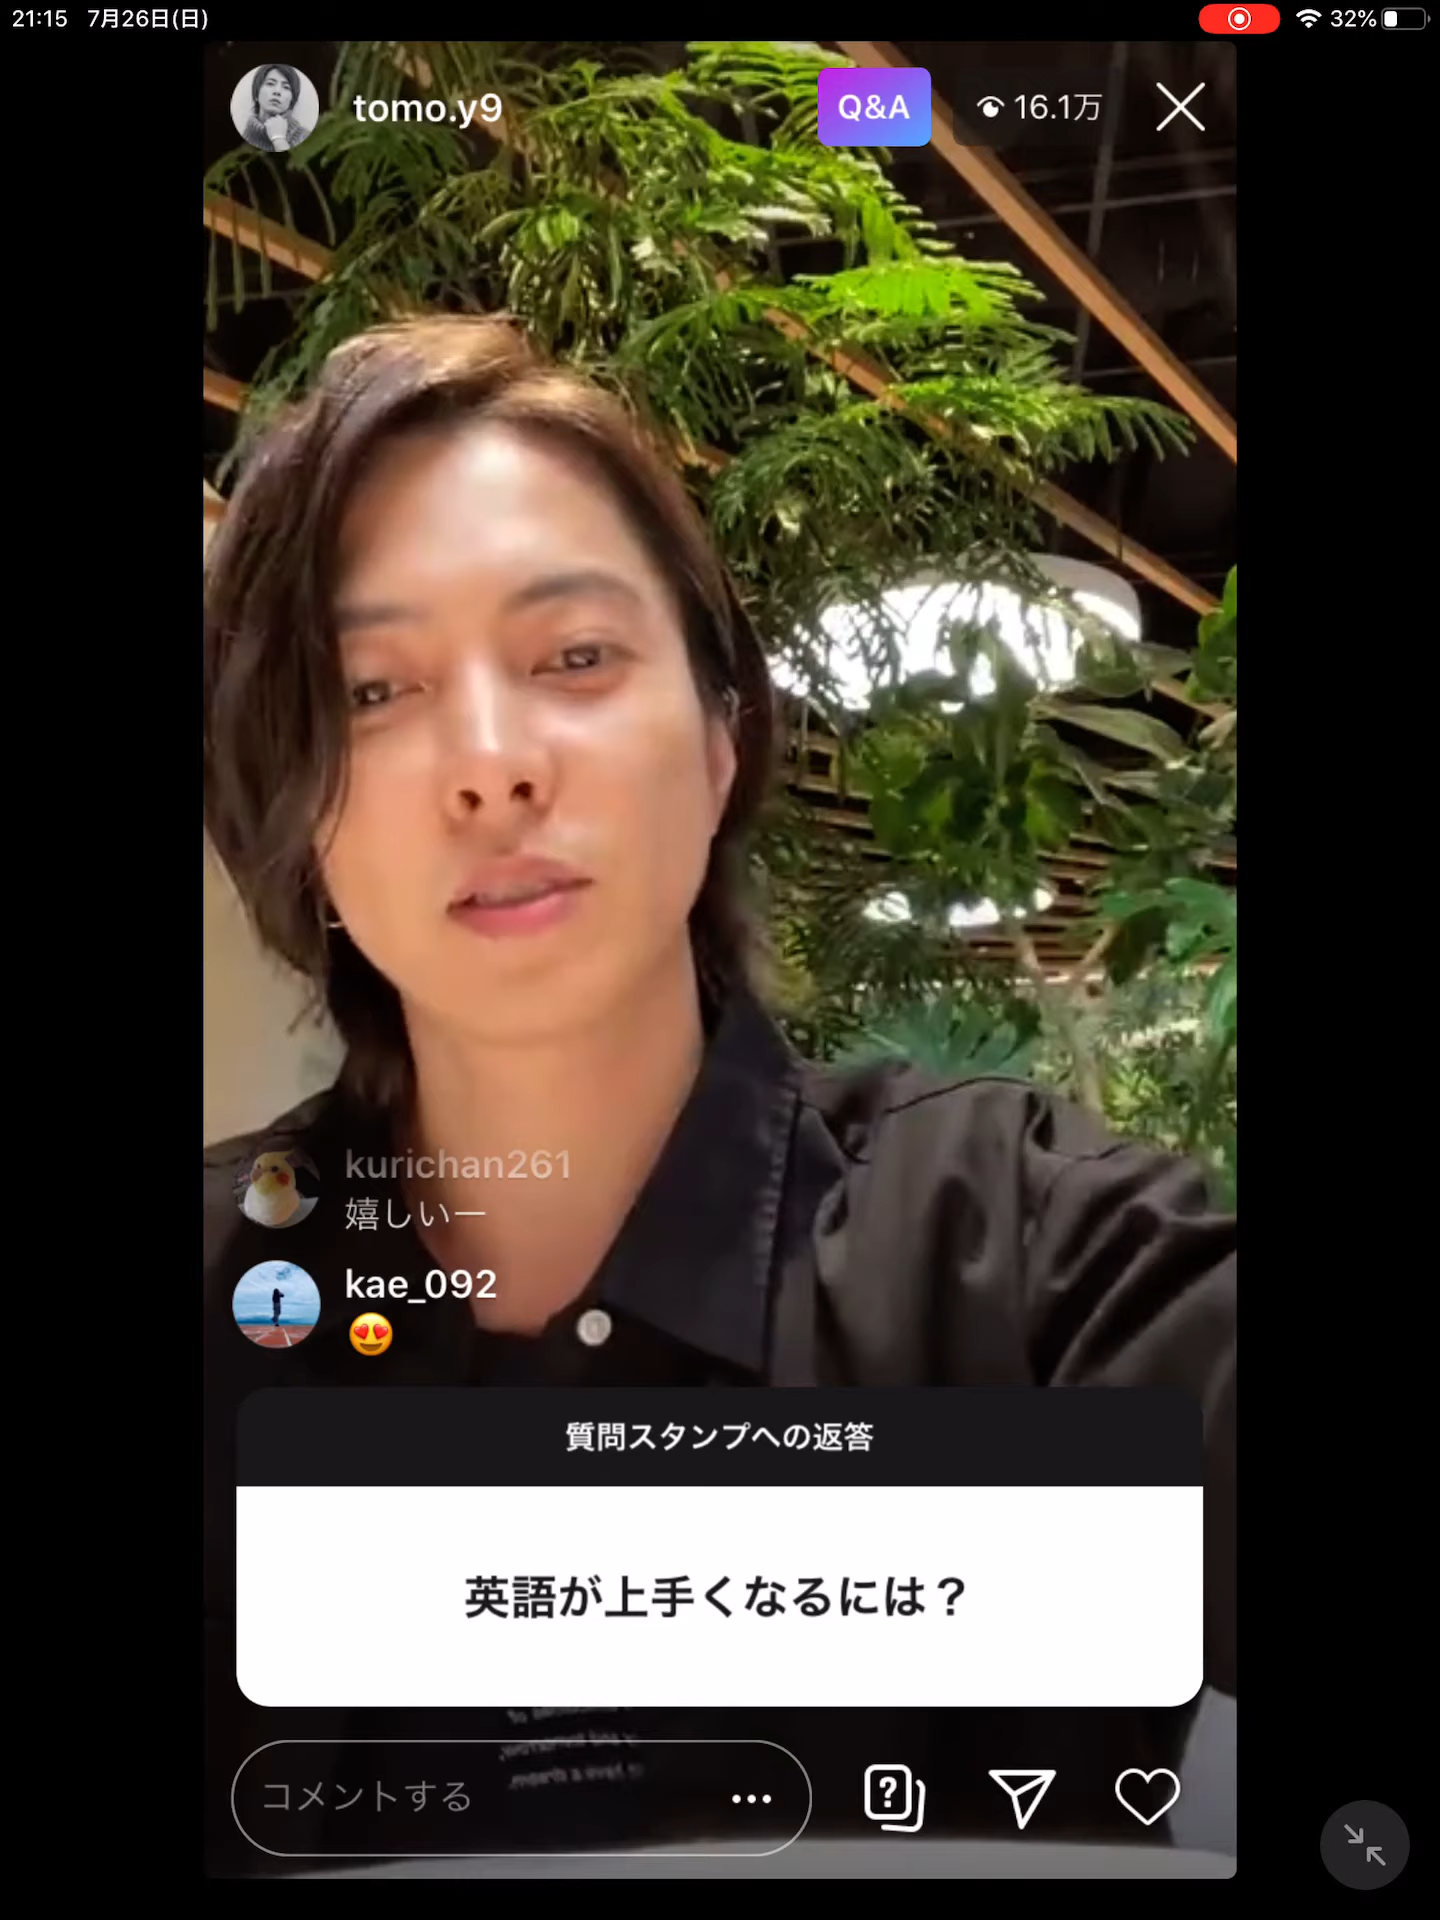 21:15 7月26日(日)
32%
tomo.y9
Q&A
16.1万
kurichan261
嬉しいー
kae_092
😍
質問スタンプへの返答
英語が上手くなるには？
コメントする